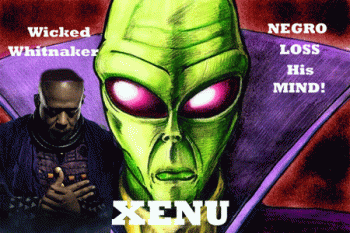 Wicked
Whitnaker
NEGRO
LOSS
His
MIND!
XENU